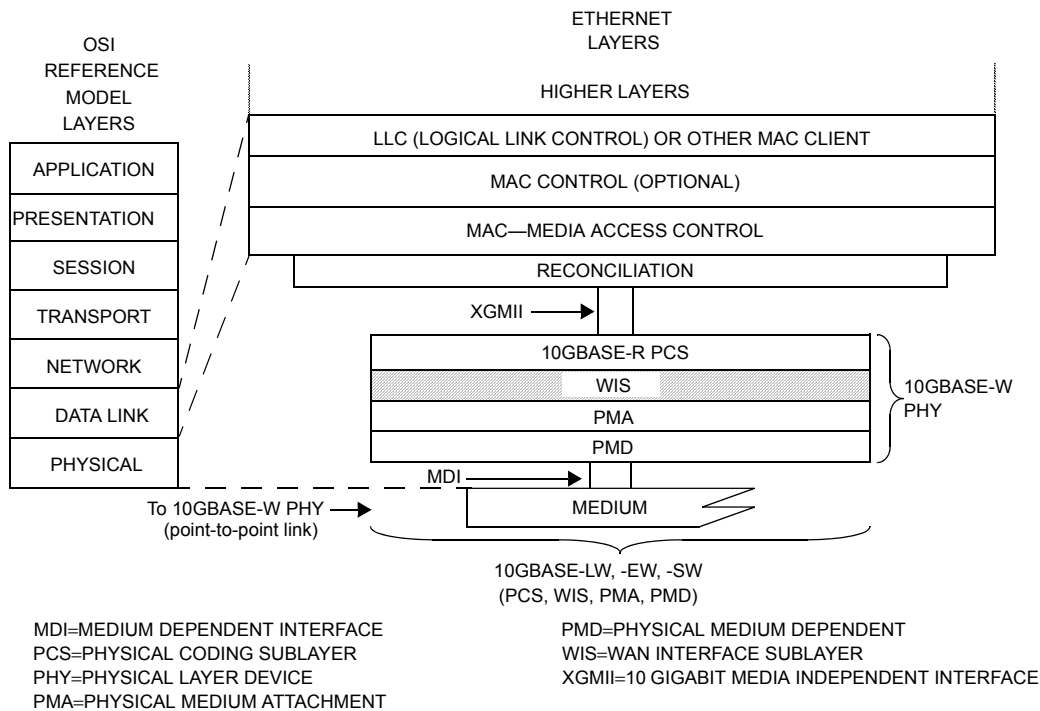 ETHERNET
LAYERS
OSI
REFERENCE
MODEL
LAYERS
HIGHER LAYERS
LLC (LOGICAL LINK CONTROL) OR OTHER MAC CLIENT
MAC CONTROL (OPTIONAL)
MAC—MEDIA ACCESS CONTROL
RECONCILIATION
APPLICATION
PRESENTATION
SESSION
TRANSPORT
NETWORK
DATA LINK
PHYSICAL
XGMII
10GBASE-R PCS
WIS
PMA
PMD
10GBASE-W
PHY
MDI
MEDIUM
To 10GBASE-W PHY
(point-to-point link)
10GBASE-LW, -EW, -SW
(PCS, WIS, PMA, PMD)
MDI=MEDIUM DEPENDENT INTERFACE
PCS=PHYSICAL CODING SUBLAYER
PHY=PHYSICAL LAYER DEVICE
PMA=PHYSICAL MEDIUM ATTACHMENT
PMD=PHYSICAL MEDIUM DEPENDENT
WIS=WAN INTERFACE SUBLAYER
XGMII=10 GIGABIT MEDIA INDEPENDENT INTERFACE